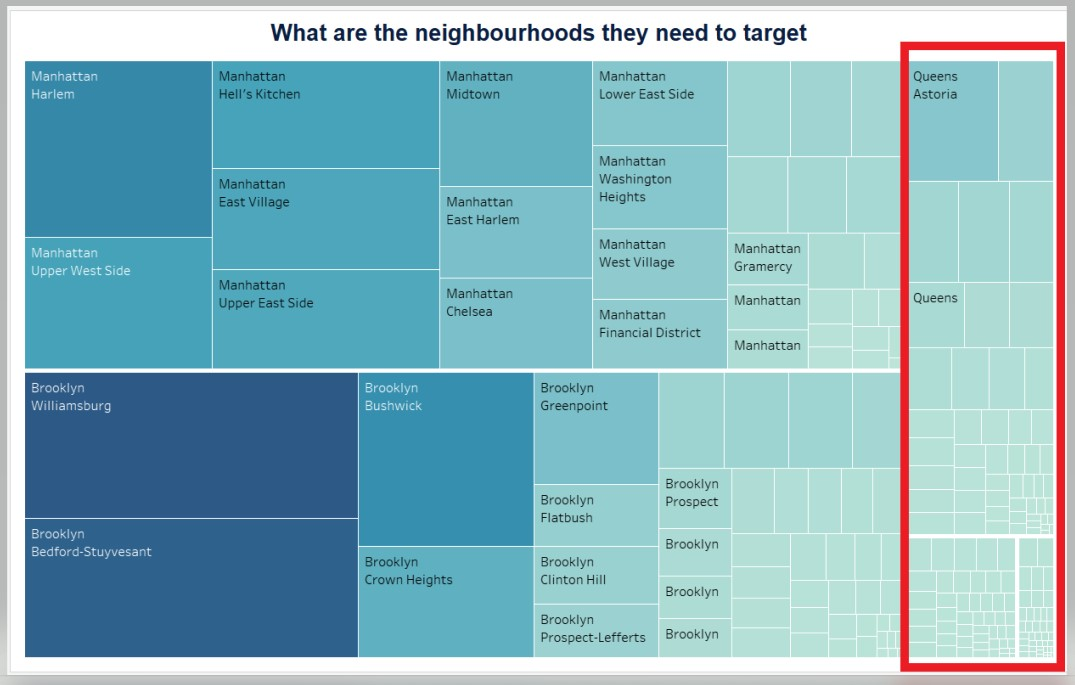 What are the neighbourhoods they need to target
Manhattan
Harlem
Manhattan
Upper West Side
Manhattan
Hell's Kitchen
Manhattan
East Village
Manhattan
Upper East Side
Manhattan
Midtown
Manhattan
East Harlem
Manhattan
Chelsea
Manhattan
Lower East Side
Manhattan
Washington
Heights
Manhattan
West Village
Manhattan
Financial District
Manhattan
Gramercy
Manhattan
Manhattan
Queens
Astoria
Queens
Brooklyn
Williamsburg
Brooklyn
Bedford-Stuyvesant
Brooklyn
Bushwick
Brooklyn
Crown Heights
Brooklyn
Greenpoint
Brooklyn
Flatbush
Brooklyn
Clinton Hill
Brooklyn
Prospect-Lefferts
Brooklyn
Prospect
Brooklyn
Brooklyn
Brooklyn